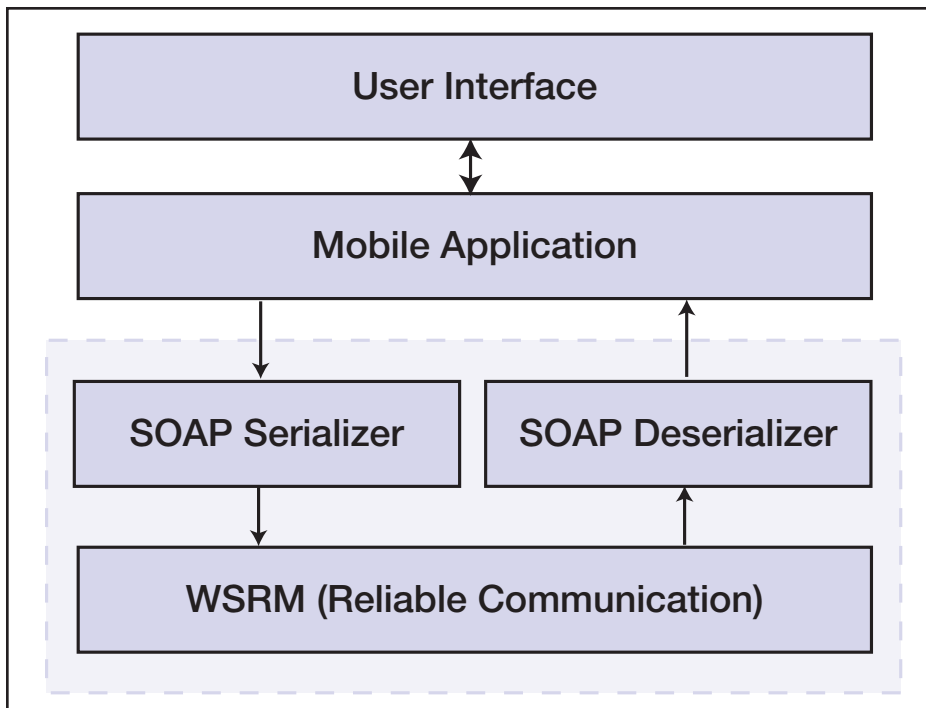 User Interface
Mobile Application
SOAP Serializer
SOAP Deserializer
WSRM (Reliable Communication)